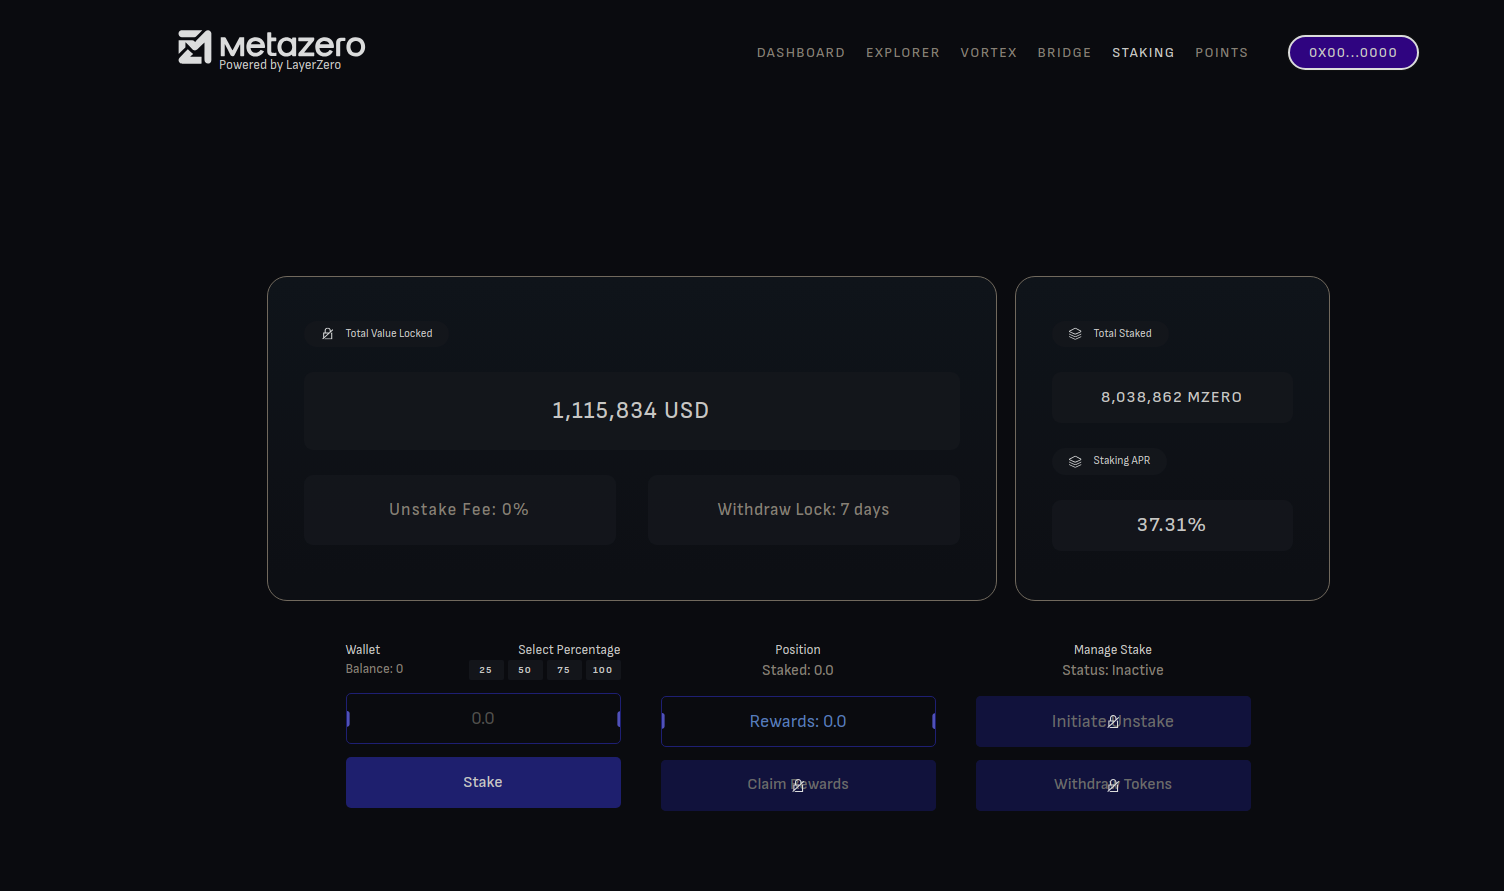 Metazero
Powered by LayerZero
DASHBOARD EXPLORER VORTEX BRIDGE STAKING POINTS 0X00...0000
Total Value Locked
1,115,834 USD
Unstake Fee: 0% Withdraw Lock: 7 days
Total Staked
8,038,862 MZERO
Staking APR
37.31%
Wallet Select Percentage
Balance: 0 25 50 75 100
0.0
Stake
Position
Staked: 0.0
Rewards: 0.0
Claim Rewards
Manage Stake
Status: Inactive
Initiate Unstake
Withdraw Tokens